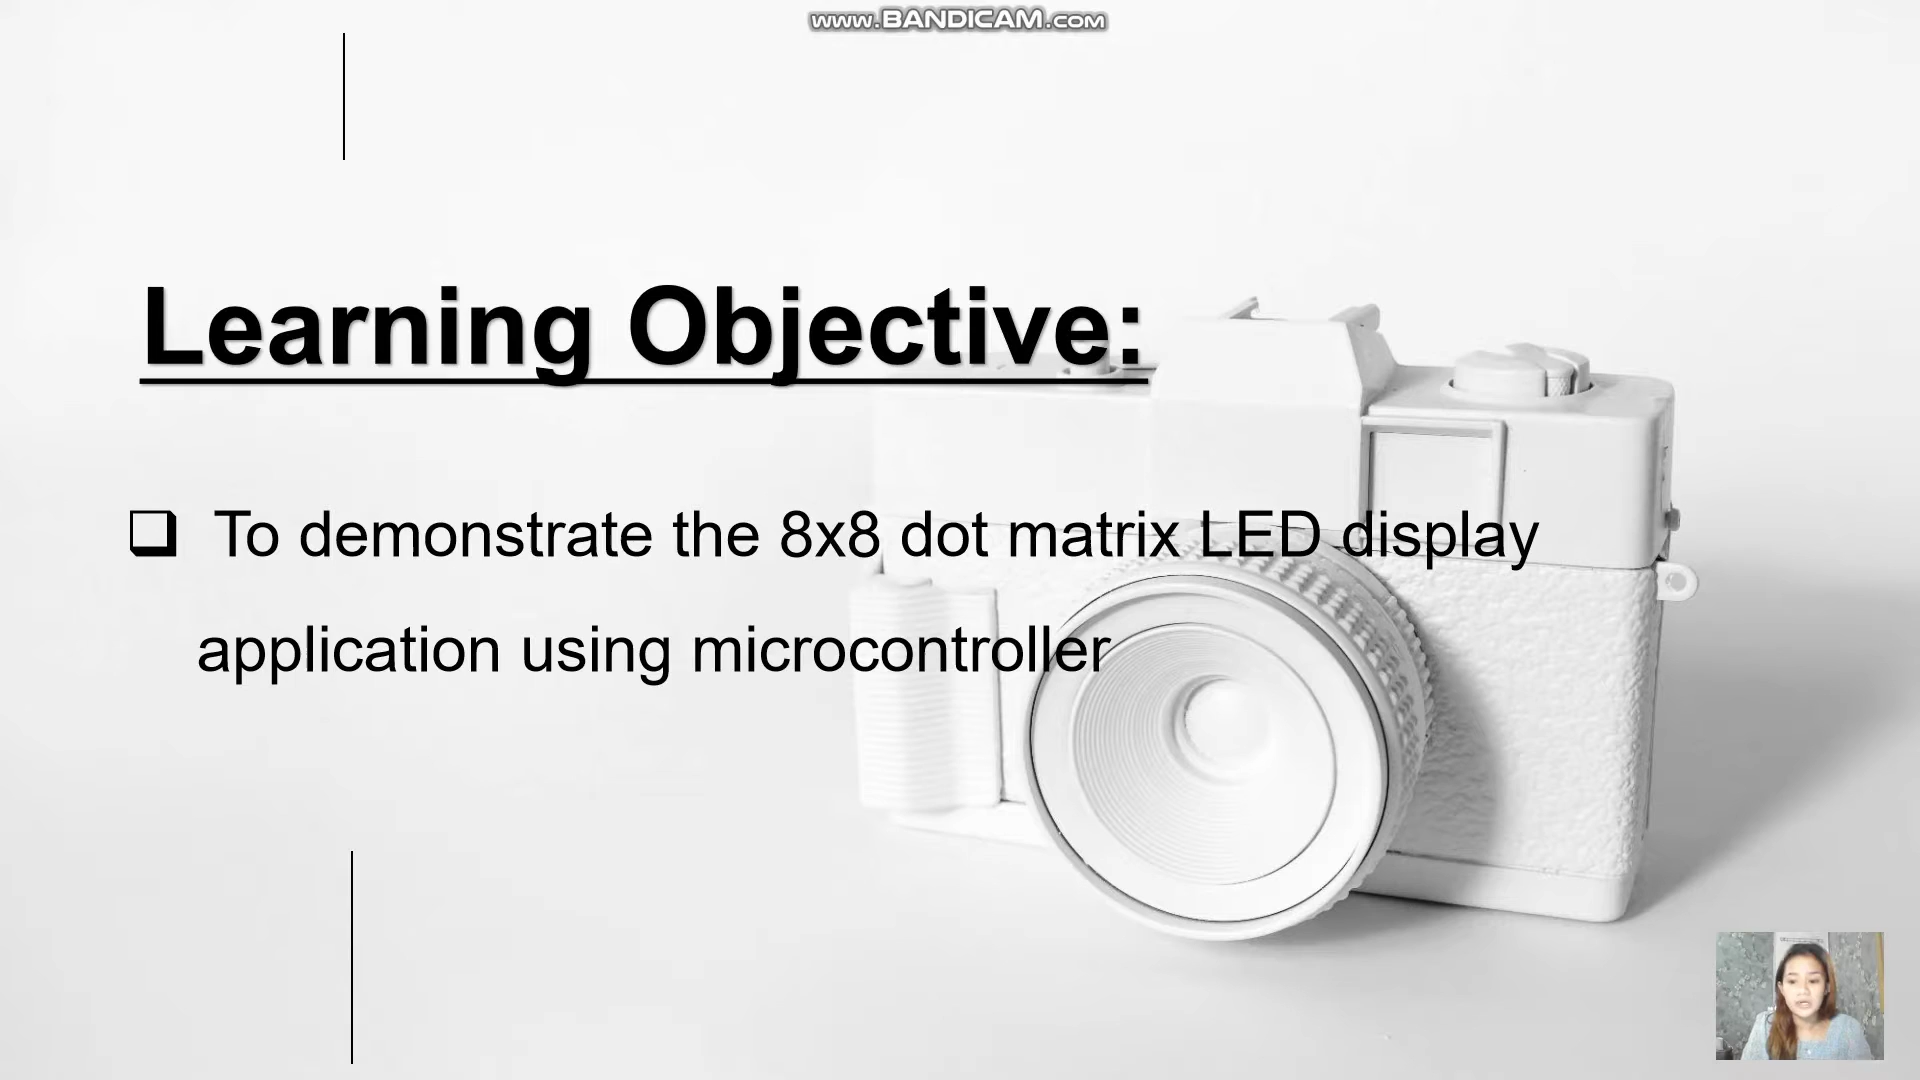 www.BANDICAM.com
Learning Objective:
❑ To demonstrate the 8x8 dot matrix LED display
application using microcontroller